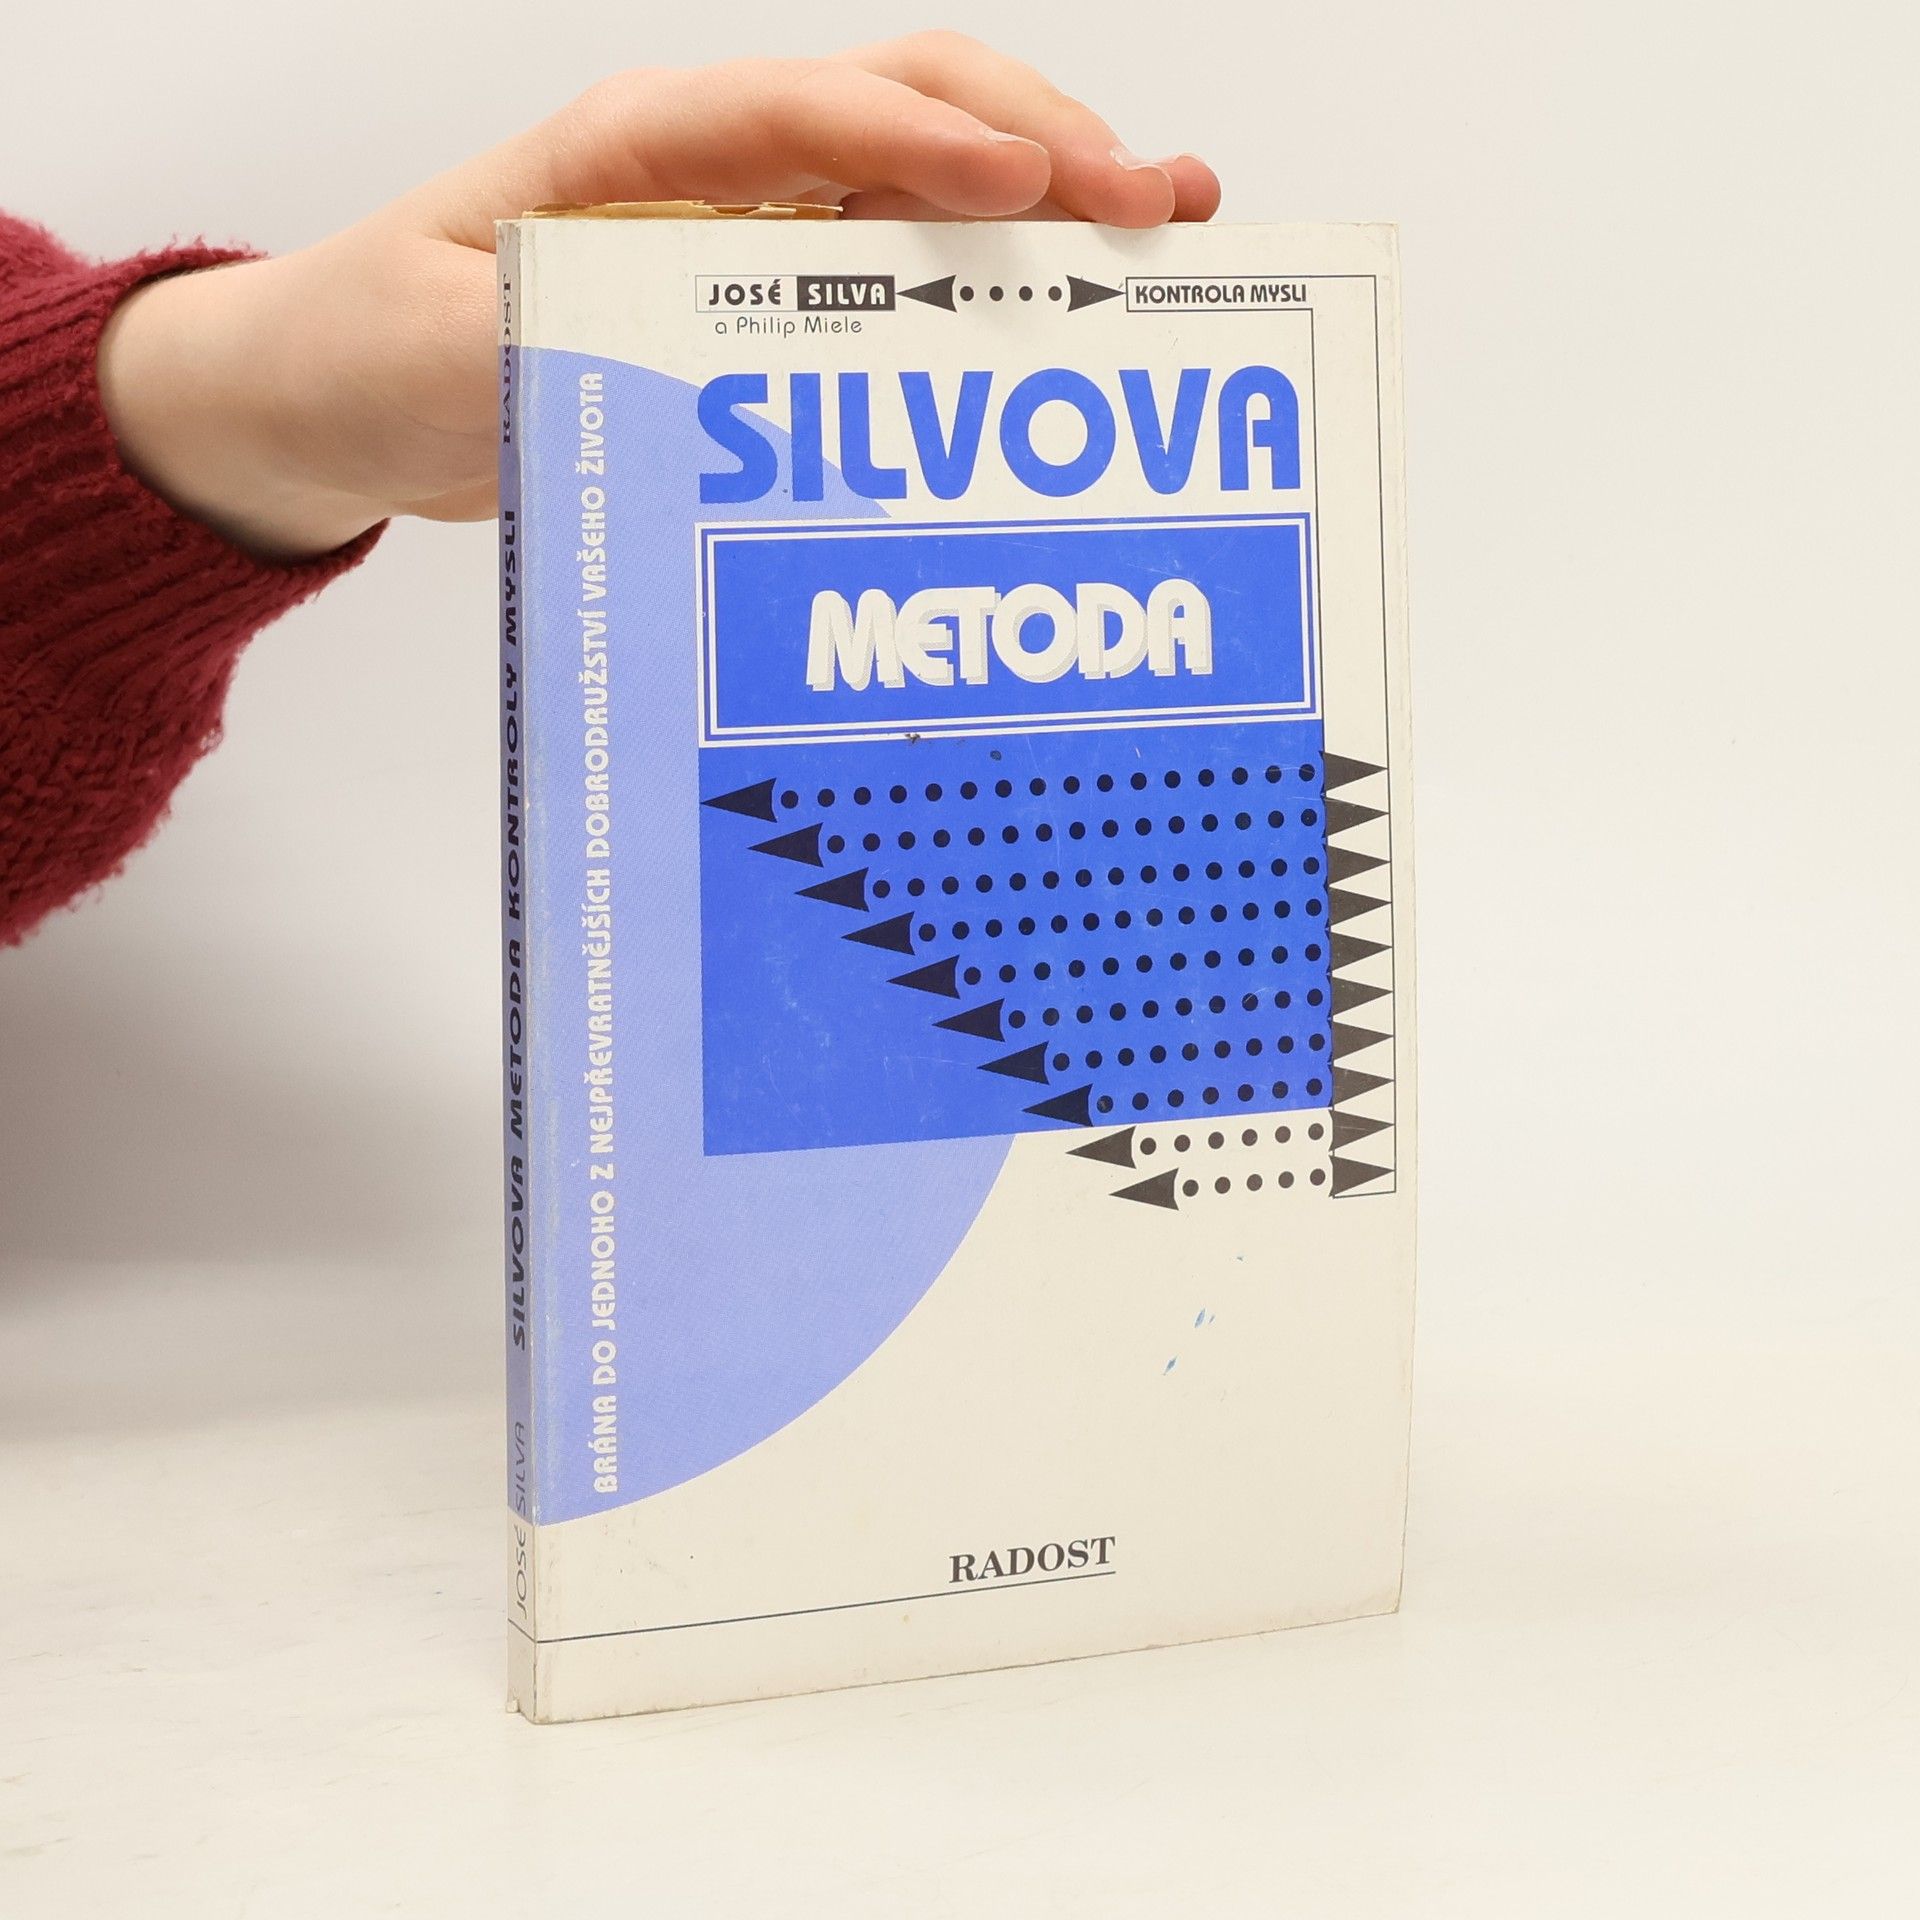 JOSÉ SILVA
a Philip Miele
KONTROLA MYSLI
SILVOVA
METODA
BRÁNA DO JEDNOHO Z NEJPŘEVRATNĚJŠÍCH DOBRODRUŽSTVÍ VAŠEHO ŽIVOTA
RADOST
JOSÉ SILVA SILVOVA METODA KONTROLY MYSLI RADOST